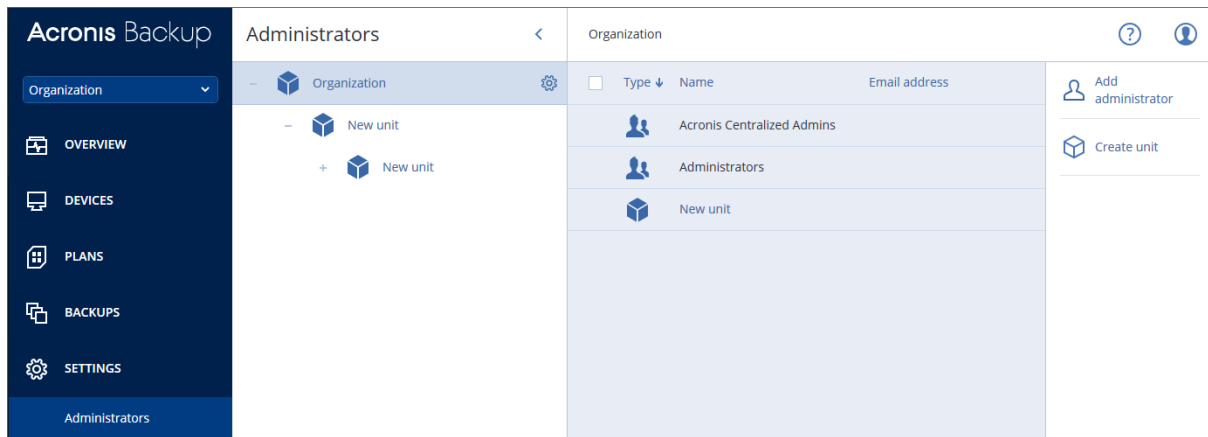 Acronis Backup
Organization
OVERVIEW
DEVICES
PLANS
BACKUPS
SETTINGS
Administrators
Administrators
Organization
New unit
New unit
Organization
Type Name Email address
Acronis Centralized Admins
Administrators
New unit
Add
administrator
Create unit